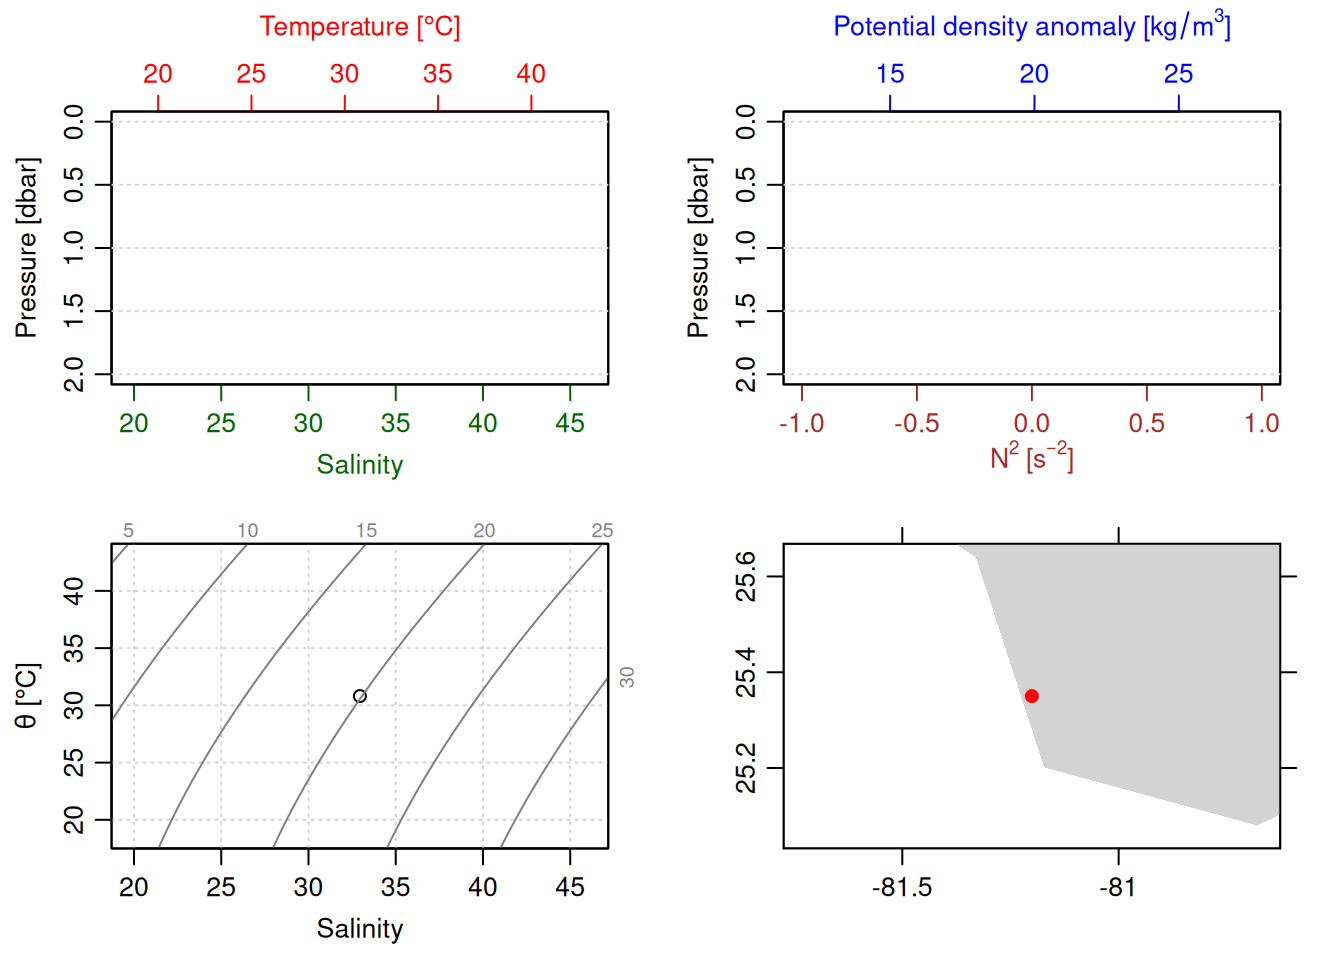 Temperature [°C]
20 25 30 35 40
Pressure [dbar]
0.0 0.5 1.0 1.5 2.0
20 25 30 35 40 45
Salinity
Potential density anomaly [kg/m³]
15 20 25
Pressure [dbar]
0.0 0.5 1.0 1.5 2.0
-1.0 -0.5 0.0 0.5 1.0
N² [s⁻²]
5 10 15 20 25
30
θ [°C]
40 35 30 25 20
20 25 30 35 40 45
Salinity
25.6 25.4 25.2
-81.5 -81